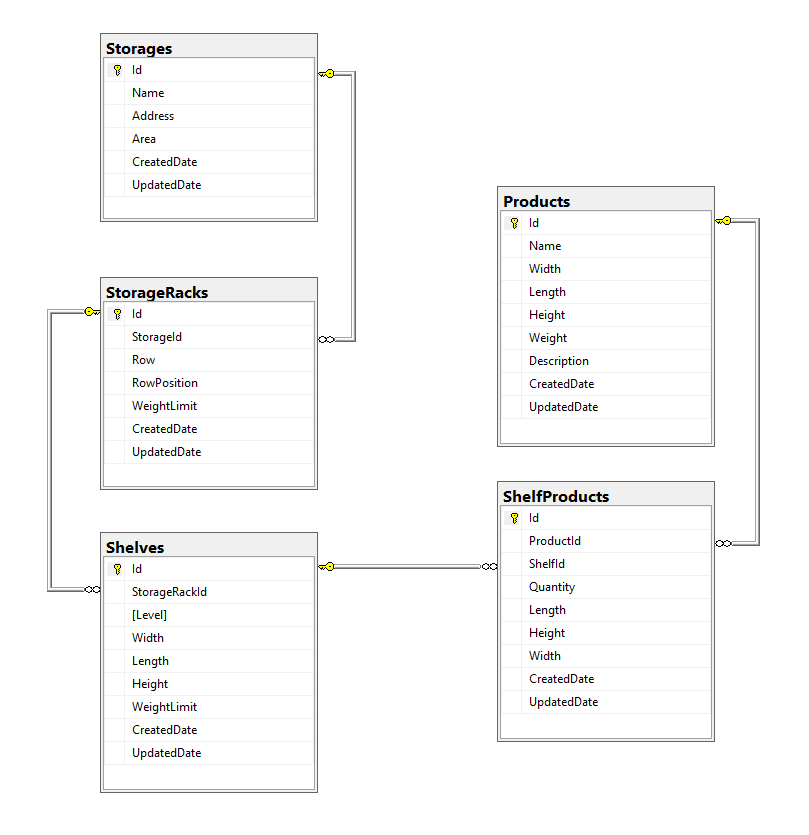 Storages
Id
Name
Address
Area
CreatedDate
UpdatedDate
StorageRacks
Id
StorageId
Row
RowPosition
WeightLimit
CreatedDate
UpdatedDate
Shelves
Id
StorageRackId
[Level]
Width
Length
Height
WeightLimit
CreatedDate
UpdatedDate
Products
Id
Name
Width
Length
Height
Weight
Description
CreatedDate
UpdatedDate
ShelfProducts
Id
ProductId
ShelfId
Quantity
Length
Height
Width
CreatedDate
UpdatedDate